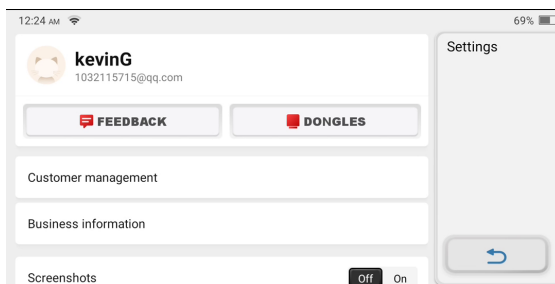 12:24 AM 69%
kevinG
1032115715@qq.com
FEEDBACK DONGLES
Customer management
Business information
Screenshots Off On
Settings